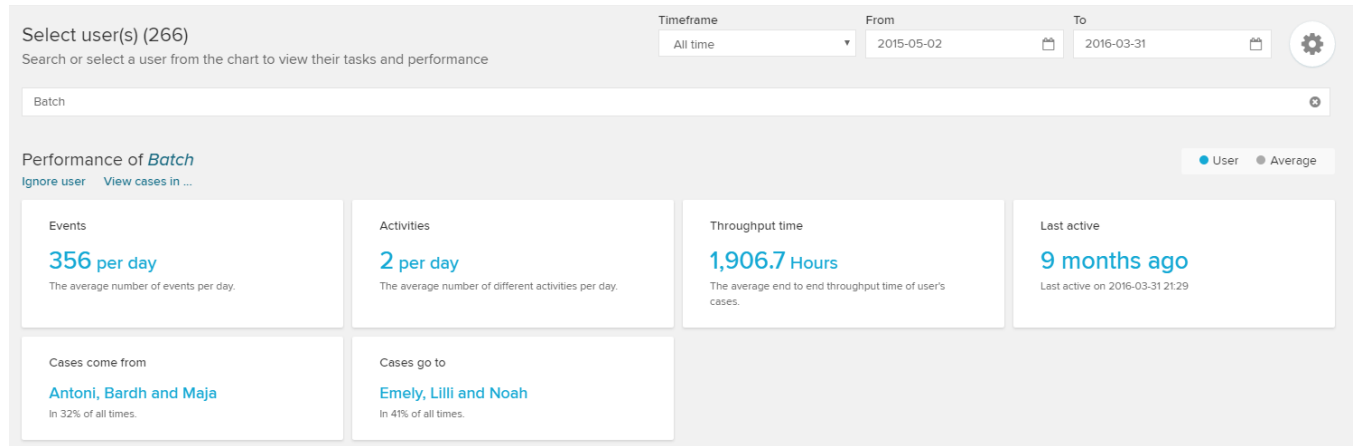 Select user(s) (266)
Search or select a user from the chart to view their tasks and performance
Timeframe
All time
From
2015-05-02
To
2016-03-31
Batch
Performance of Batch
Ignore user View cases in ...
User Average
Events
356 per day
The average number of events per day.
Activities
2 per day
The average number of different activities per day.
Throughput time
1,906.7 Hours
The average end to end throughput time of user's
cases.
Last active
9 months ago
Last active on 2016-03-31 21:29
Cases come from
Antoni, Bardh and Maja
In 32% of all times.
Cases go to
Emely, Lilli and Noah
In 41% of all times.